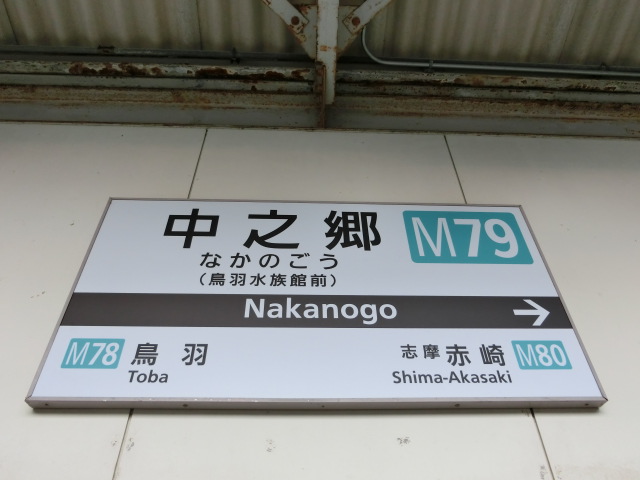 中之郷 M79
なかのごう
(鳥羽水族館前)
Nakanogo
M78 鳥羽
Toba
志摩赤崎 M80
Shima-Akasaki